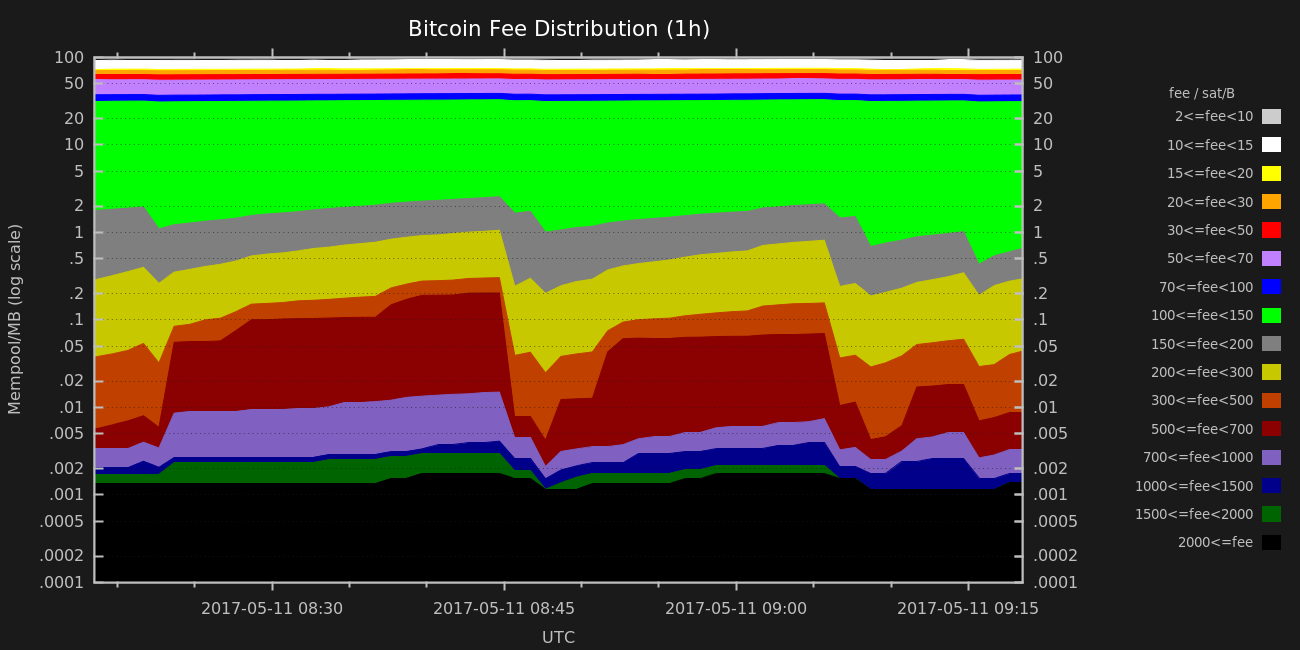 Bitcoin Fee Distribution (1h)
Mempool/MB (log scale)
100
50
20
10
5
2
1
.5
.2
.1
.05
.02
.01
.005
.002
.001
.0005
.0002
.0001
100
50
20
10
5
2
1
.5
.2
.1
.05
.02
.01
.005
.002
.001
.0005
.0002
.0001
2017-05-11 08:30
2017-05-11 08:45
2017-05-11 09:00
2017-05-11 09:15
UTC
fee / sat/B
2<=fee<10
10<=fee<15
15<=fee<20
20<=fee<30
30<=fee<50
50<=fee<70
70<=fee<100
100<=fee<150
150<=fee<200
200<=fee<300
300<=fee<500
500<=fee<700
700<=fee<1000
1000<=fee<1500
1500<=fee<2000
2000<=fee